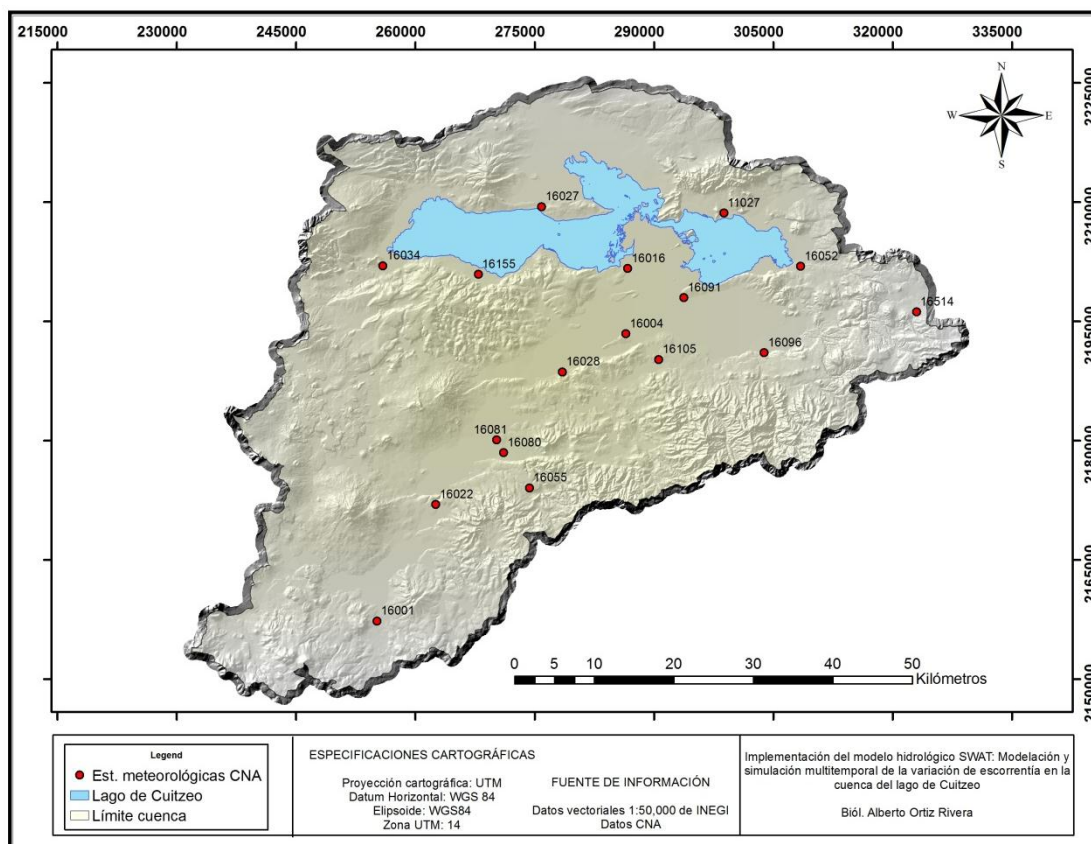 215000 230000 245000 260000 275000 290000 305000 320000 335000
N
W E
S
2225000
2210000
2195000
2180000
2165000
2150000
16027
11027
16034
16155
16016
16052
16091
16514
16004
16105
16096
16028
16081
16080
16055
16022
16001
0 5 10 20 30 40 50
Kilómetros
Legend
Est. meteorológicas CNA
Lago de Cuitzeo
Límite cuenca
ESPECIFICACIONES CARTOGRÁFICAS
Proyección cartográfica: UTM
Datum Horizontal: WGS 84
Elipsoide: WGS84
Zona UTM: 14
FUENTE DE INFORMACIÓN
Datos vectoriales 1:50,000 de INEGI
Datos CNA
Implementación del modelo hidrológico SWAT: Modelación y
simulación multitemporal de la variación de escorrentía en la
cuenca del lago de Cuitzeo
Biól. Alberto Ortiz Rivera